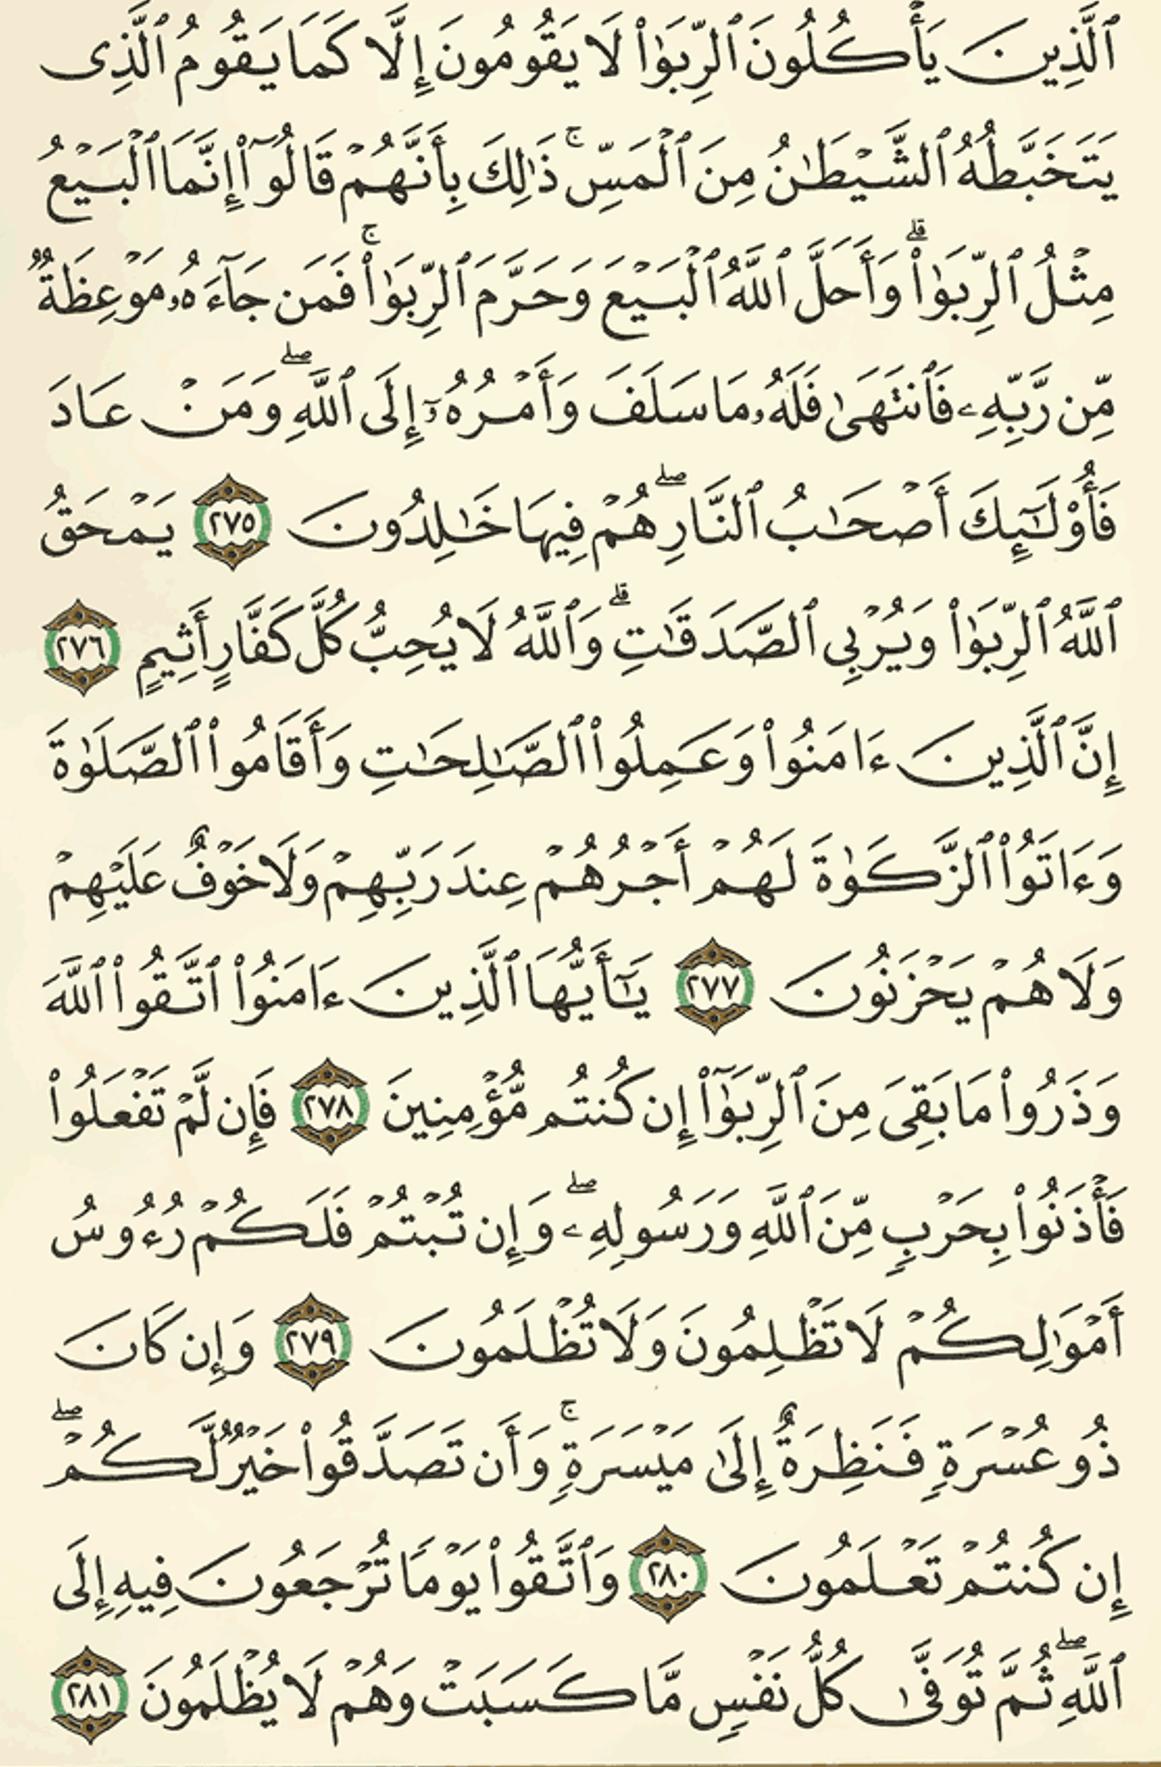 ٱلَّذِينَ يَأْكُلُونَ ٱلرِّبَوٰا۟ لَا يَقُومُونَ إِلَّا كَمَا يَقُومُ ٱلَّذِى
يَتَخَبَّطُهُ ٱلشَّيْطَـٰنُ مِنَ ٱلْمَسِّ ۚ ذَٰلِكَ بِأَنَّهُمْ قَالُوٓا۟ إِنَّمَا ٱلْبَيْعُ
مِثْلُ ٱلرِّبَوٰا۟ ۗ وَأَحَلَّ ٱللَّهُ ٱلْبَيْعَ وَحَرَّمَ ٱلرِّبَوٰا۟ ۚ فَمَن جَآءَهُۥ مَوْعِظَةٌ
مِّن رَّبِّهِۦ فَٱنتَهَىٰ فَلَهُۥ مَا سَلَفَ وَأَمْرُهُۥٓ إِلَى ٱللَّهِ ۖ وَمَنْ عَادَ
فَأُو۟لَـٰٓئِكَ أَصْحَـٰبُ ٱلنَّارِ ۖ هُمْ فِيهَا خَـٰلِدُونَ ٢٧٥ يَمْحَقُ
ٱللَّهُ ٱلرِّبَوٰا۟ وَيُرْبِى ٱلصَّدَقَـٰتِ ۗ وَٱللَّهُ لَا يُحِبُّ كُلَّ كَفَّارٍ أَثِيمٍ ٢٧٦
إِنَّ ٱلَّذِينَ ءَامَنُوا۟ وَعَمِلُوا۟ ٱلصَّـٰلِحَـٰتِ وَأَقَامُوا۟ ٱلصَّلَوٰةَ
وَءَاتَوُا۟ ٱلزَّكَوٰةَ لَهُمْ أَجْرُهُمْ عِندَ رَبِّهِمْ وَلَا خَوْفٌ عَلَيْهِمْ
وَلَا هُمْ يَحْزَنُونَ ٢٧٧ يَـٰٓأَيُّهَا ٱلَّذِينَ ءَامَنُوا۟ ٱتَّقُوا۟ ٱللَّهَ
وَذَرُوا۟ مَا بَقِىَ مِنَ ٱلرِّبَوٰٓا۟ إِن كُنتُم مُّؤْمِنِينَ ٢٧٨ فَإِن لَّمْ تَفْعَلُوا۟
فَأْذَنُوا۟ بِحَرْبٍ مِّنَ ٱللَّهِ وَرَسُولِهِۦ ۖ وَإِن تُبْتُمْ فَلَكُمْ رُءُوسُ
أَمْوَٰلِكُمْ لَا تَظْلِمُونَ وَلَا تُظْلَمُونَ ٢٧٩ وَإِن كَانَ
ذُو عُسْرَةٍ فَنَظِرَةٌ إِلَىٰ مَيْسَرَةٍ ۚ وَأَن تَصَدَّقُوا۟ خَيْرٌ لَّكُمْ ۖ
إِن كُنتُمْ تَعْلَمُونَ ٢٨٠ وَٱتَّقُوا۟ يَوْمًا تُرْجَعُونَ فِيهِ إِلَى
ٱللَّهِ ۖ ثُمَّ تُوَفَّىٰ كُلُّ نَفْسٍ مَّا كَسَبَتْ وَهُمْ لَا يُظْلَمُونَ ٢٨١